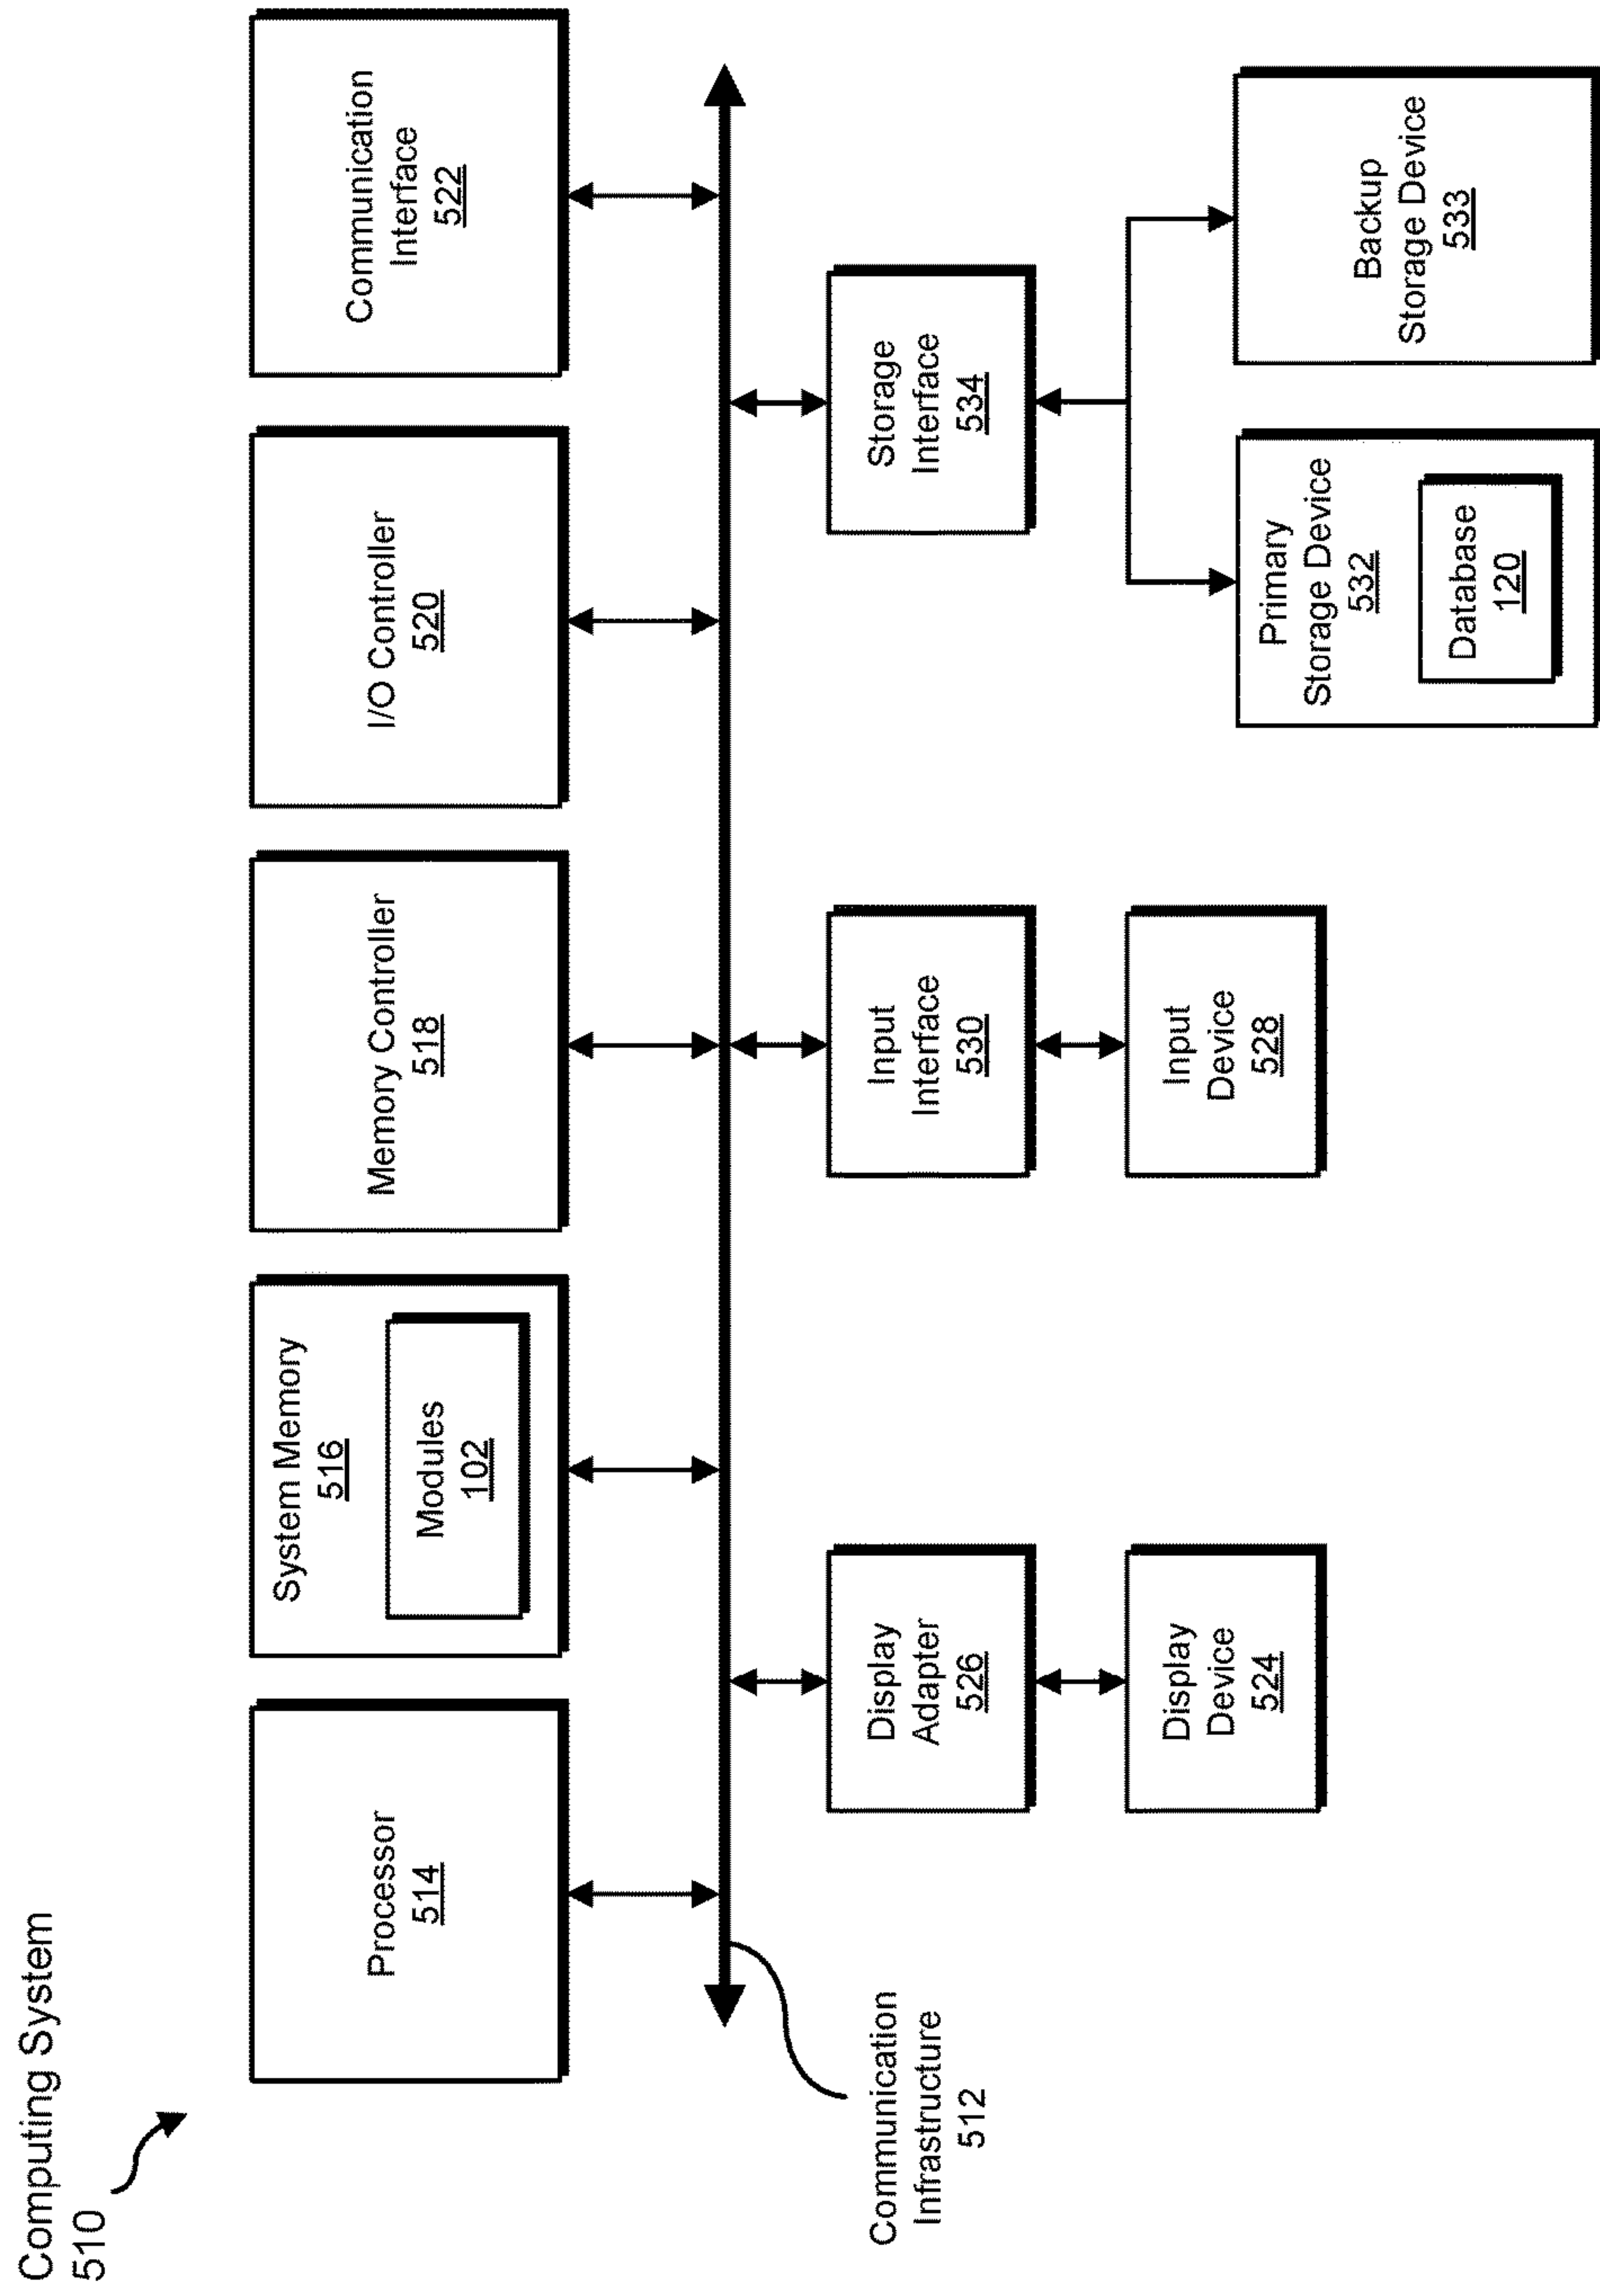 Computing System
510
Processor
514
System Memory
516
Modules
102
Memory Controller
518
I/O Controller
520
Communication
Interface
522
Communication
Infrastructure
512
Display
Adapter
526
Input
Interface
530
Storage
Interface
534
Display
Device
524
Input
Device
528
Primary
Storage Device
532
Database
120
Backup
Storage Device
533